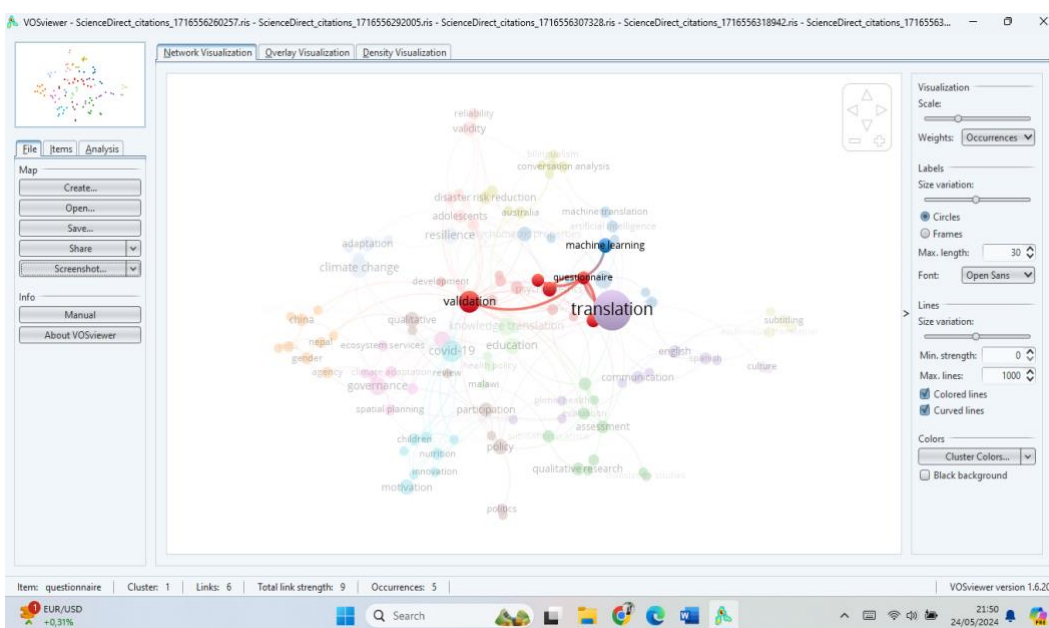 VOSviewer - ScienceDirect_citations_1716556260257.ris - ScienceDirect_citations_1716556292005.ris - ScienceDirect_citations_1716556307328.ris - ScienceDirect_citations_1716556318942.ris - ScienceDirect_citations_17165563...
Network Visualization Overlay Visualization Density Visualization
File Items Analysis
Map
Create...
Open...
Save...
Share
Screenshot...
Info
Manual
About VOSviewer
reliability
validity
bilingualism
conversation analysis
disaster risk reduction
adolescents australia machine translation
artificial intelligence
resilience
adaptation machine learning
climate change
development questionnaire
validation translation
china qualitative knowledge translation subtitling
nepal ecosystem services covid-19 education english spanish
gender culture
agency climate adaptation review health policy
governance malawi communication
spatial planning participation global health
evaluation
assessment
children policy
nutrition
innovation qualitative research
motivation
politics
Visualization
Scale:
Weights: Occurrences
Labels
Size variation:
Circles
Frames
Max. length: 30
Font: Open Sans
Lines
Size variation:
Min. strength: 0
Max. lines: 1000
Colored lines
Curved lines
Colors
Cluster Colors...
Black background
>
Item: questionnaire Cluster: 1 Links: 6 Total link strength: 9 Occurrences: 5 VOSviewer version 1.6.20
1 EUR/USD
+0,31%
Search
21:50
24/05/2024
PRE